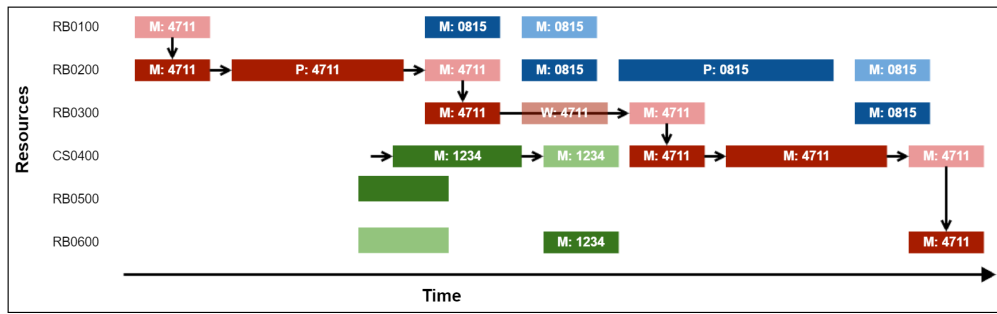 RB0100 M: 4711 M: 0815 M: 0815
RB0200 M: 4711 P: 4711 M: 4711 M: 0815 P: 0815 M: 0815
RB0300 M: 4711 W: 4711 M: 4711 M: 0815
CS0400 M: 1234 M: 1234 M: 4711 M: 4711 M: 4711
RB0500
RB0600 M: 1234 M: 4711
Resources
Time